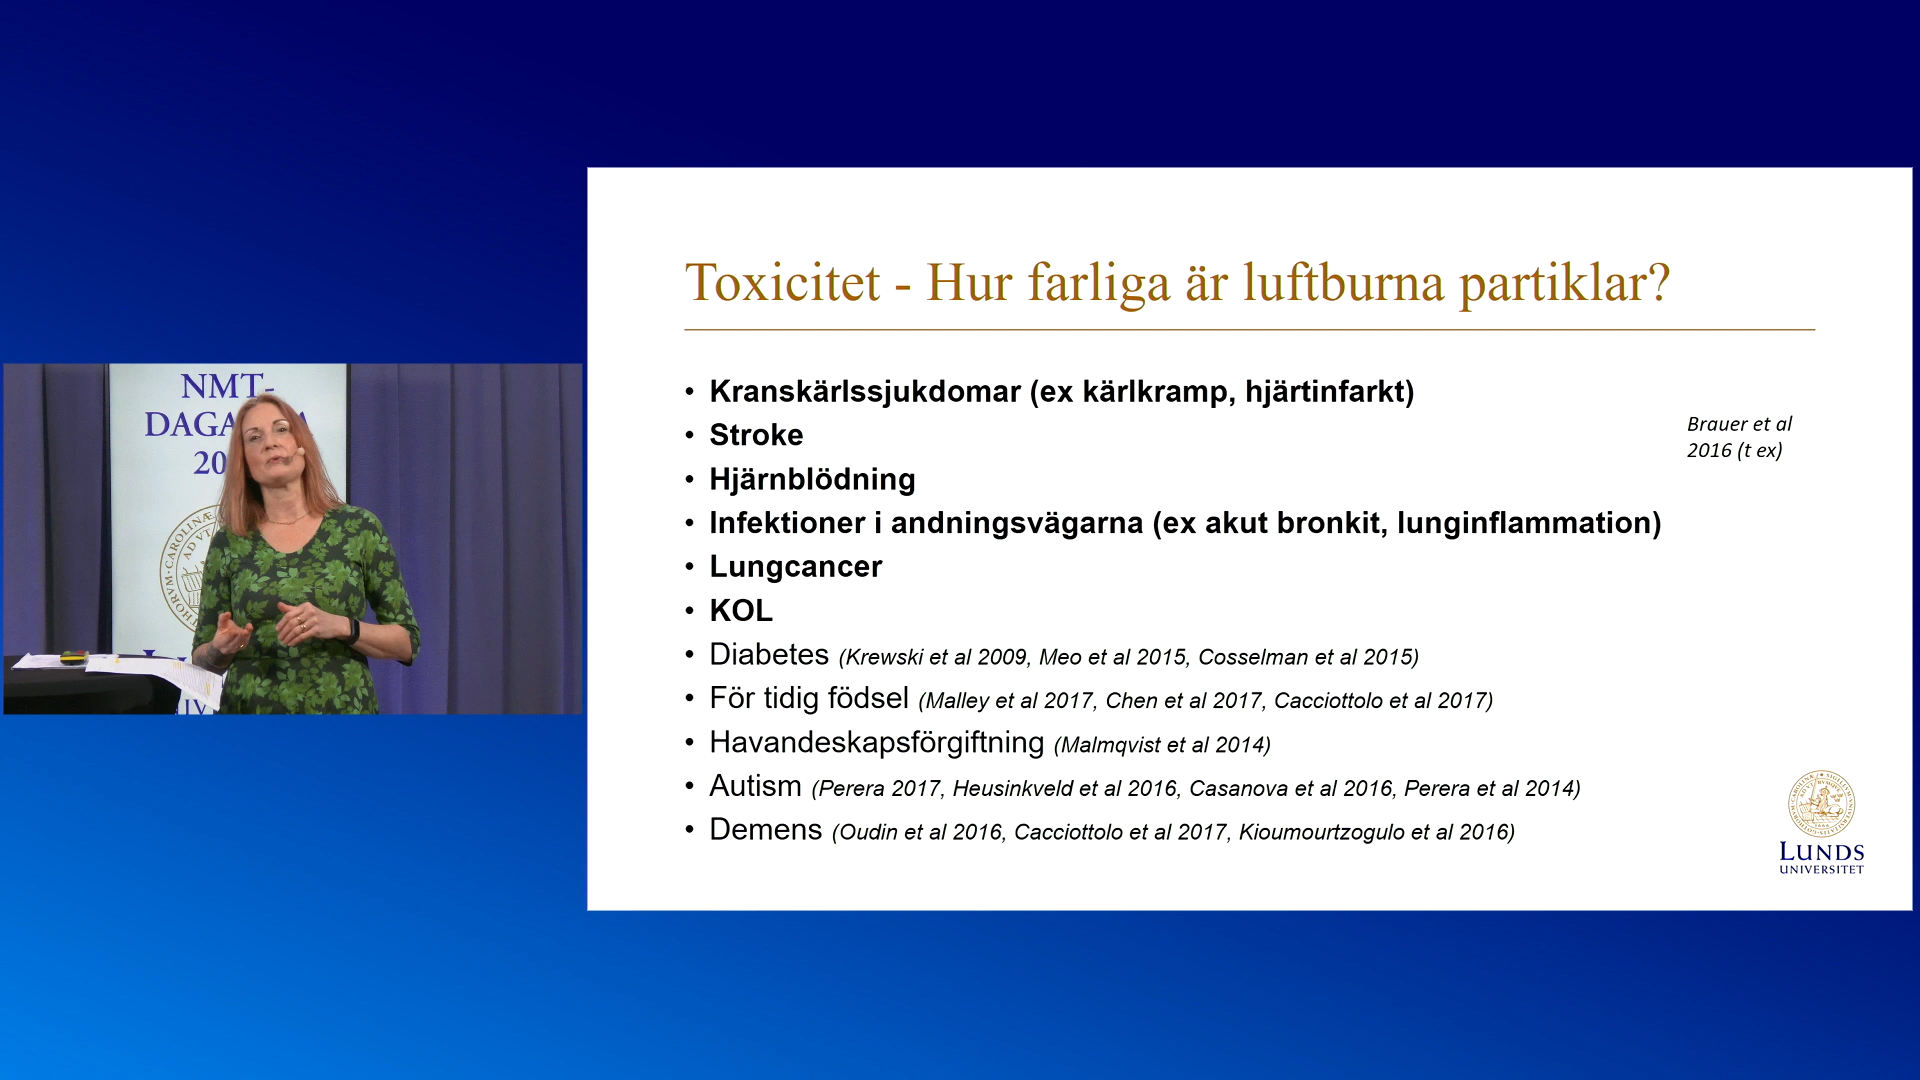 NMT-
Toxicitet - Hur farliga är luftburna partiklar?
• Kranskärlssjukdomar (ex kärlkramp, hjärtinfarkt)
• Stroke
• Hjärnblödning
• Infektioner i andningsvägarna (ex akut bronkit, lunginflammation)
• Lungcancer
• KOL
• Diabetes (Krewski et al 2009, Meo et al 2015, Cosselman et al 2015)
• För tidig födsel (Malley et al 2017, Chen et al 2017, Cacciottolo et al 2017)
• Havandeskapsförgiftning (Malmqvist et al 2014)
• Autism (Perera 2017, Heusinkveld et al 2016, Casanova et al 2016, Perera et al 2014)
• Demens (Oudin et al 2016, Cacciottolo et al 2017, Kioumourtzogulo et al 2016)
Brauer et al
2016 (t ex)
LUNDS
UNIVERSITET